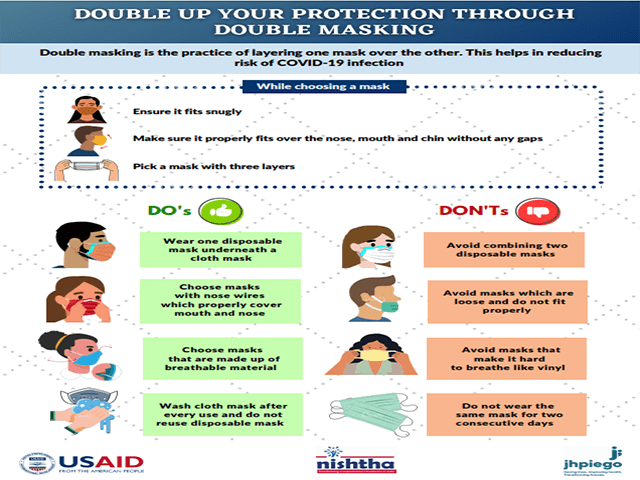 DOUBLE UP YOUR PROTECTION THROUGH
DOUBLE MASKING
Double masking is the practice of layering one mask over the other. This helps in reducing
risk of COVID-19 infection
While choosing a mask
Ensure it fits snugly
Make sure it properly fits over the nose, mouth and chin without any gaps
Pick a mask with three layers
DO's
Wear one disposable
mask underneath a
cloth mask
Choose masks
with nose wires
which properly cover
mouth and nose
Choose masks
that are made up of
breathable material
Wash cloth mask after
every use and do not
reuse disposable mask
DON'Ts
Avoid combining two
disposable masks
Avoid masks which are
loose and do not fit
properly
Avoid masks that
make it hard
to breathe like vinyl
Do not wear the
same mask for two
consecutive days
USAID
FROM THE AMERICAN PEOPLE
nishtha
jhpiego